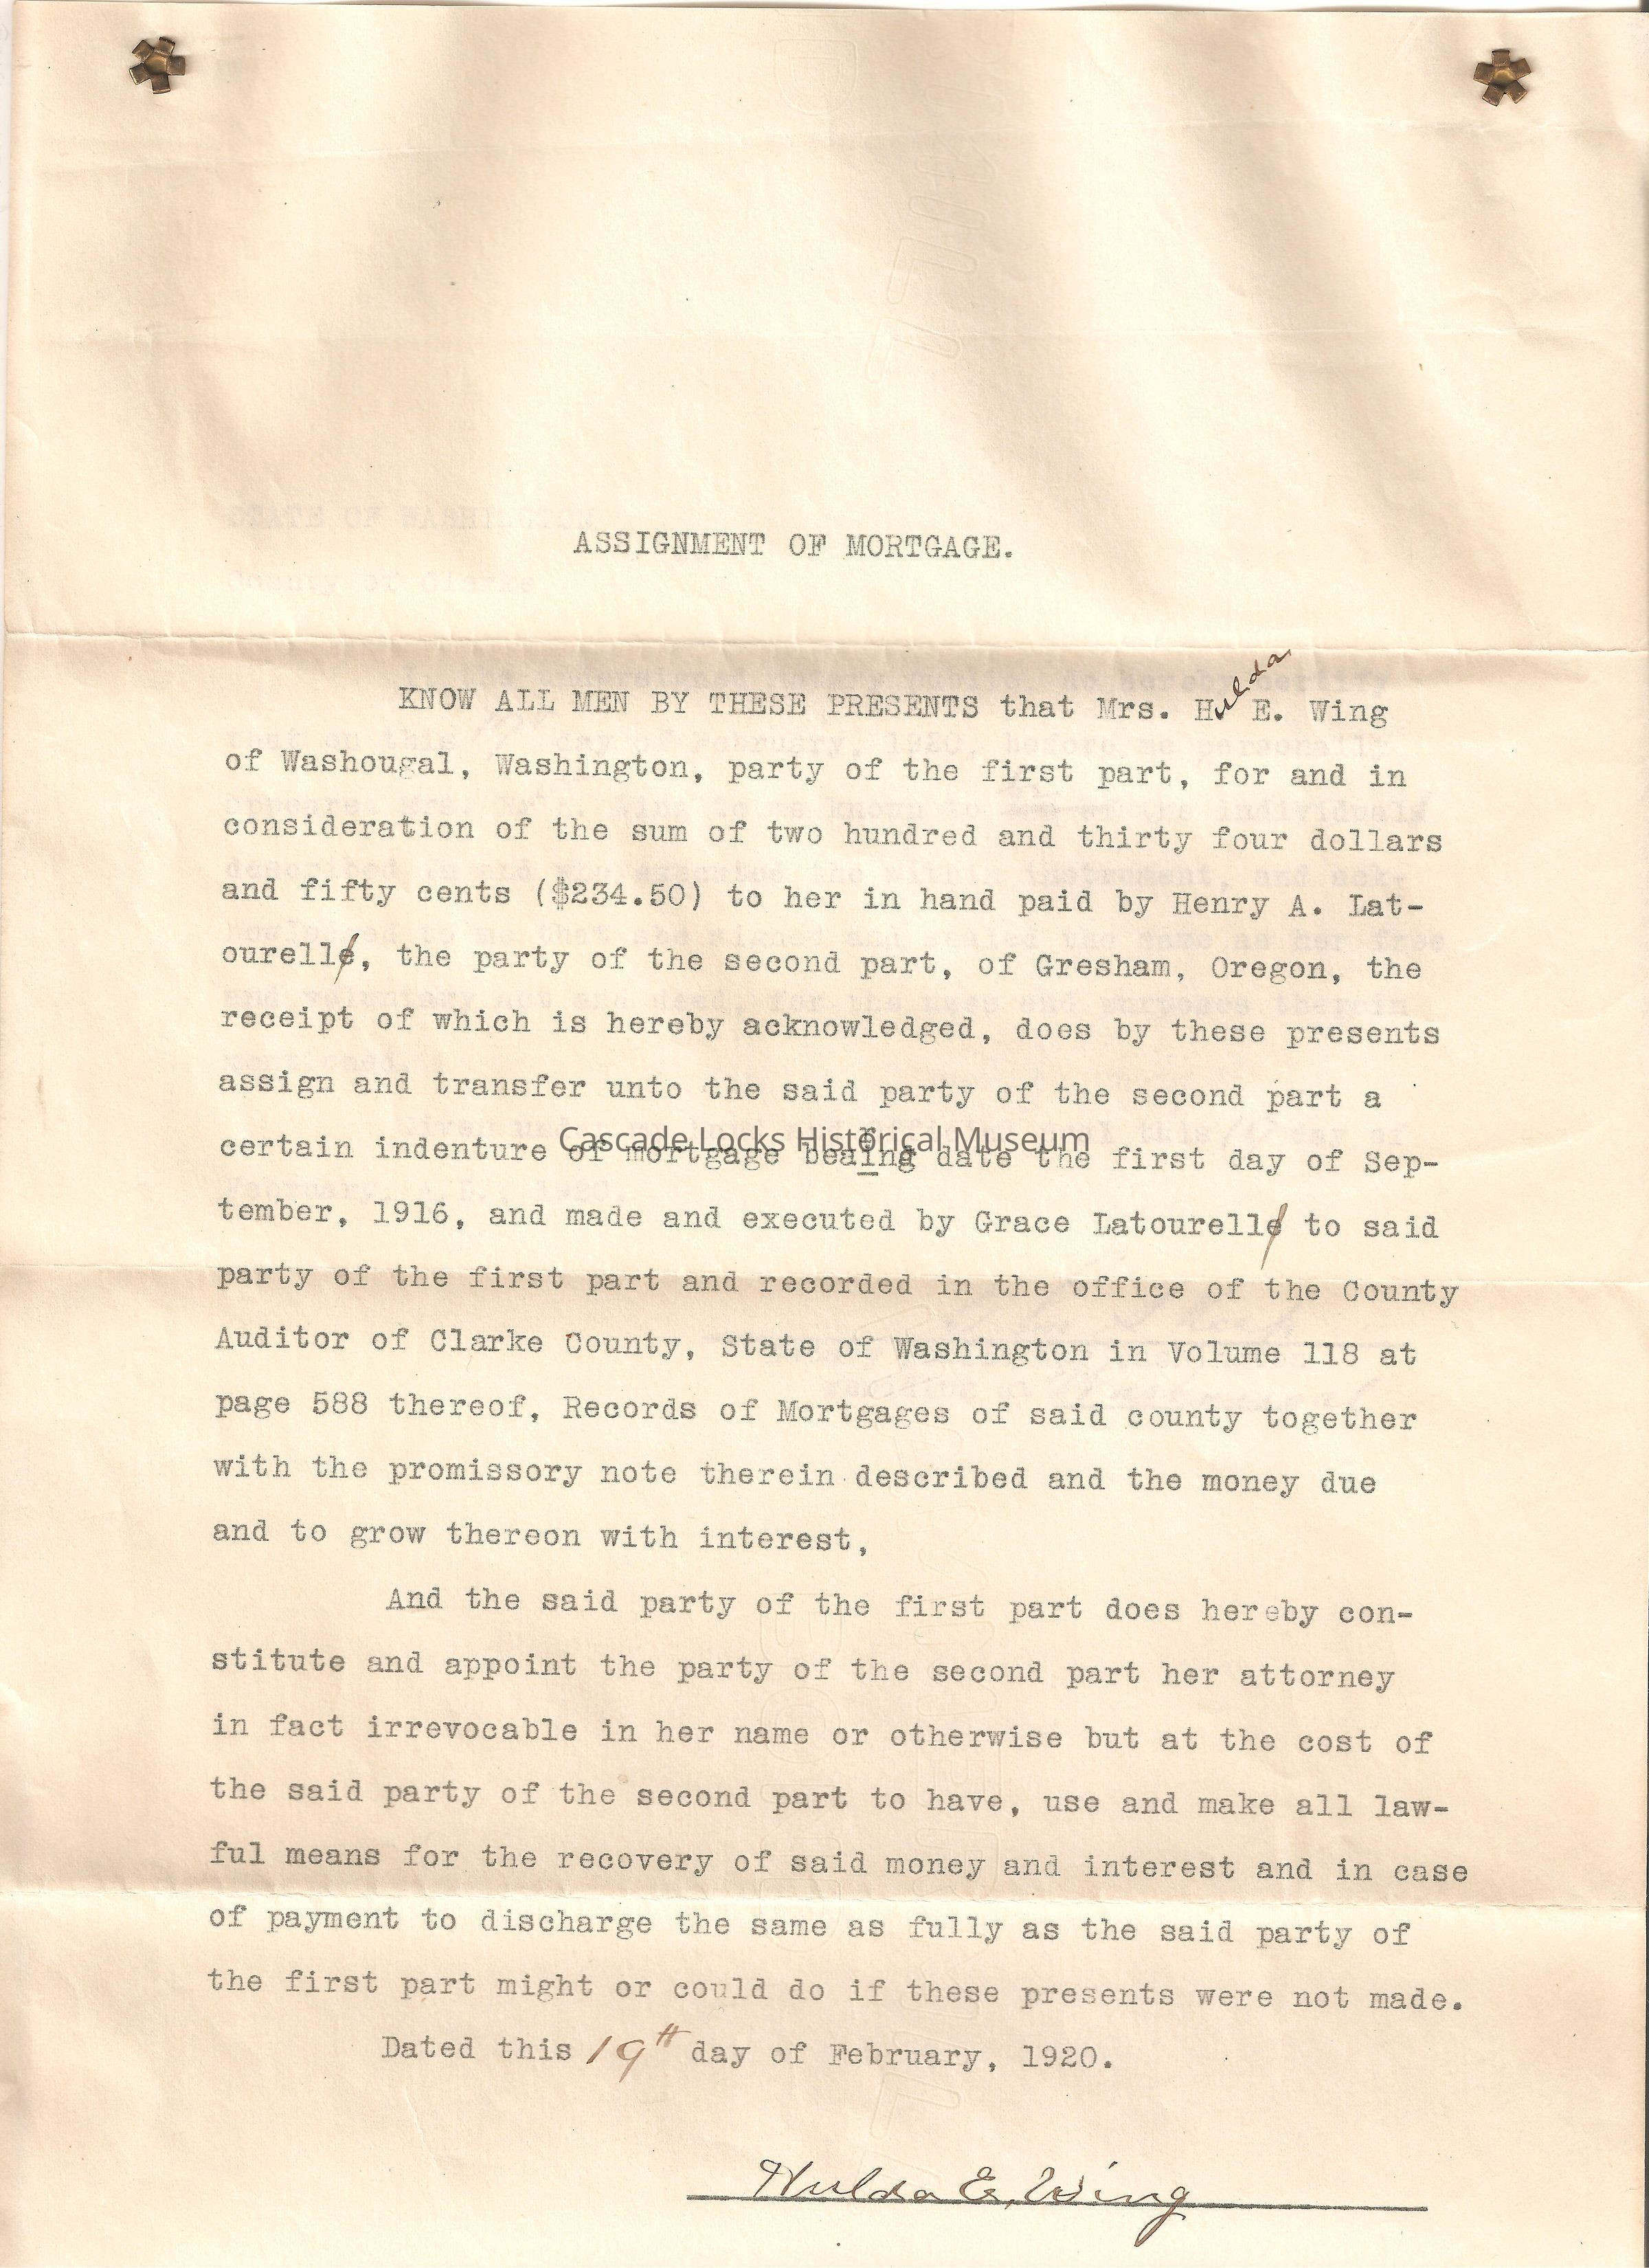 ASSIGNMENT OF MORTGAGE.
KNOW ALL MEN BY THESE PRESENTS that Mrs. Hulda E. Wing
of Washougal, Washington, party of the first part, for and in
consideration of the sum of two hundred and thirty four dollars
and fifty cents ($234.50) to her in hand paid by Henry A. Lat-
ourell, the party of the second part, of Gresham, Oregon, the
receipt of which is hereby acknowledged, does by these presents
assign and transfer unto the said party of the second part a
certain indenture of mortgage bearing date the first day of Sep-
Cascade Locks Historical Museum
tember, 1916, and made and executed by Grace Latourell to said
party of the first part and recorded in the office of the County
Auditor of Clarke County, State of Washington in Volume 118 at
page 588 thereof, Records of Mortgages of said county together
with the promissory note therein described and the money due
and to grow thereon with interest,
And the said party of the first part does hereby con-
stitute and appoint the party of the second part her attorney
in fact irrevocable in her name or otherwise but at the cost of
the said party of the second part to have, use and make all law-
ful means for the recovery of said money and interest and in case
of payment to discharge the same as fully as the said party of
the first part might or could do if these presents were not made.
Dated this 19th day of February, 1920.
Hulda E. Wing